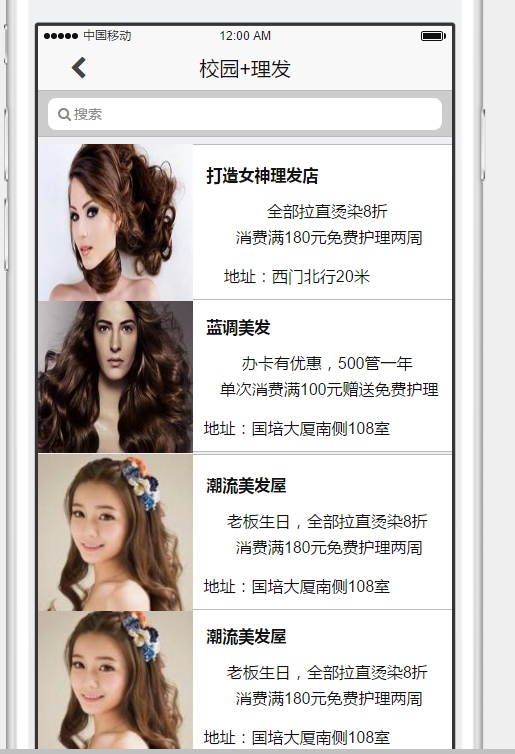 中国移动 12:00 AM
校园+理发
搜索
打造女神理发店
全部拉直烫染8折
消费满180元免费护理两周
地址：西门北行20米
蓝调美发
办卡有优惠，500管一年
单次消费满100元赠送免费护理
地址：国培大厦南侧108室
潮流美发屋
老板生日，全部拉直烫染8折
消费满180元免费护理两周
地址：国培大厦南侧108室
潮流美发屋
老板生日，全部拉直烫染8折
消费满180元免费护理两周
地址：国培大厦南侧108室